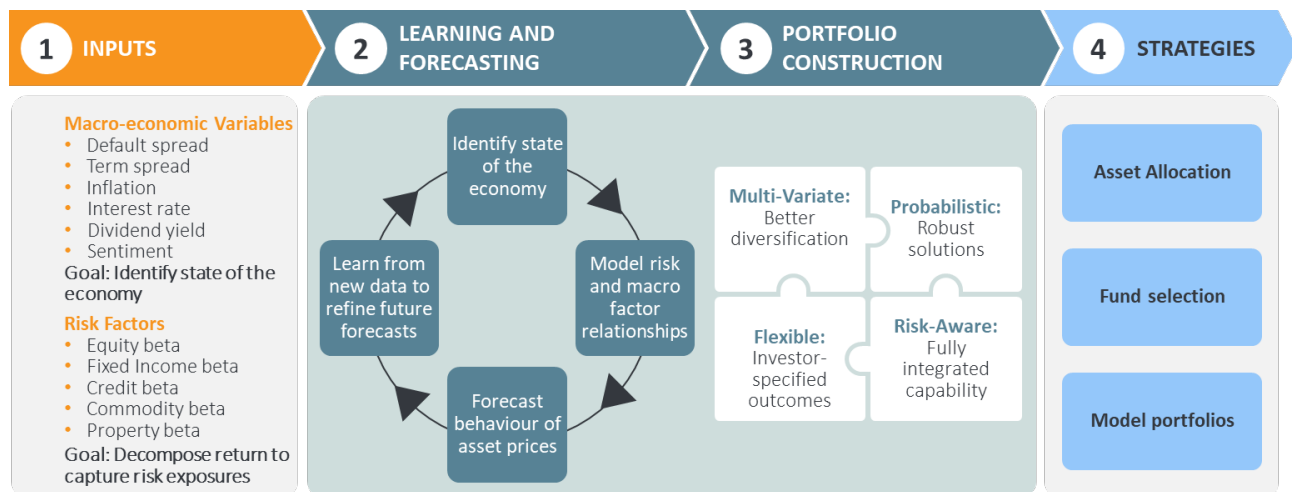 1 INPUTS
2 LEARNING AND
FORECASTING
3 PORTFOLIO
CONSTRUCTION
4 STRATEGIES
Macro-economic Variables
• Default spread
• Term spread
• Inflation
• Interest rate
• Dividend yield
• Sentiment
Goal: Identify state of the
economy
Risk Factors
• Equity beta
• Fixed Income beta
• Credit beta
• Commodity beta
• Property beta
Goal: Decompose return to
capture risk exposures
Identify state
of the
economy
Model risk
and macro
factor
relationships
Forecast
behaviour of
asset prices
Learn from
new data to
refine future
forecasts
Multi-Variate:
Better
diversification
Probabilistic:
Robust
solutions
Flexible:
Investor-
specified
outcomes
Risk-Aware:
Fully
integrated
capability
Asset Allocation
Fund selection
Model portfolios